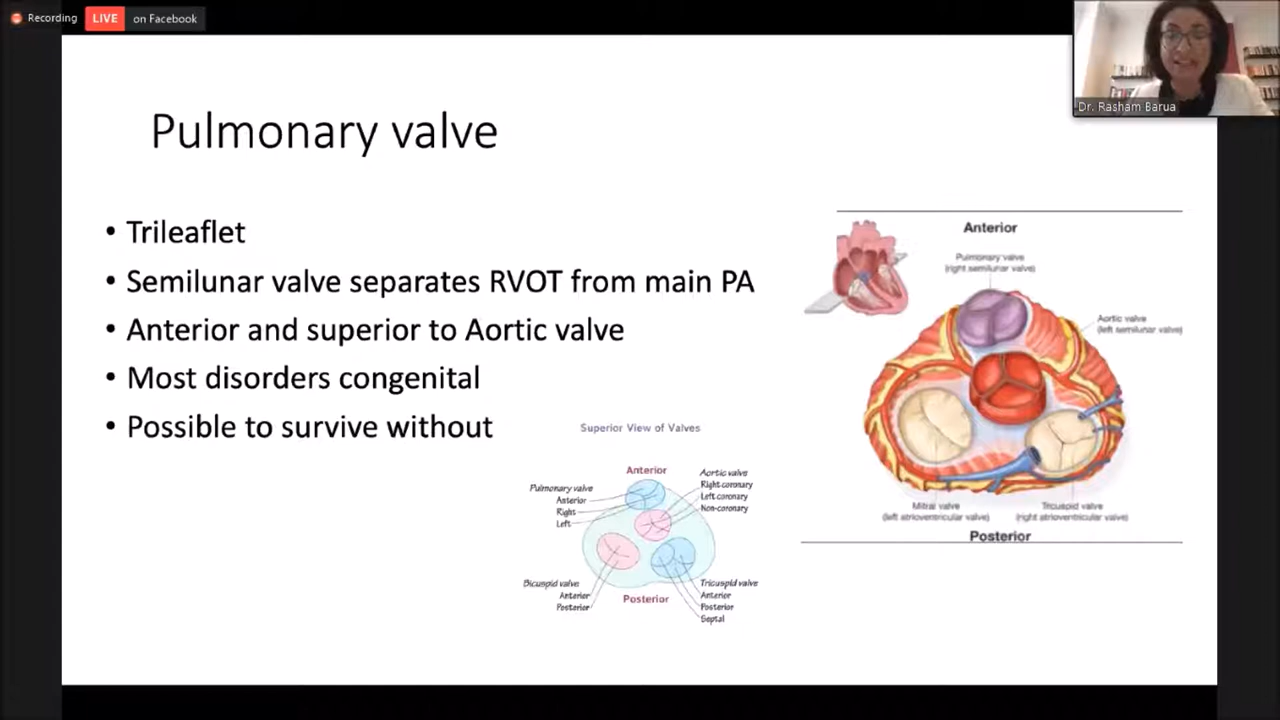 Recording
LIVE on Facebook
Dr. Rasham Barua
Pulmonary valve
• Trileaflet
• Semilunar valve separates RVOT from main PA
• Anterior and superior to Aortic valve
• Most disorders congenital
• Possible to survive without
Superior View of Valves
Anterior
Pulmonary valve
Anterior
Right
Left
Aortic valve
Right coronary
Left coronary
Non-coronary
Bicuspid valve
Anterior
Posterior
Posterior
Tricuspid valve
Anterior
Posterior
Septal
Anterior
Pulmonary valve
(right semilunar valve)
Aortic valve
(left semilunar valve)
Mitral valve
(left atrioventricular valve)
Tricuspid valve
(right atrioventricular valve)
Posterior